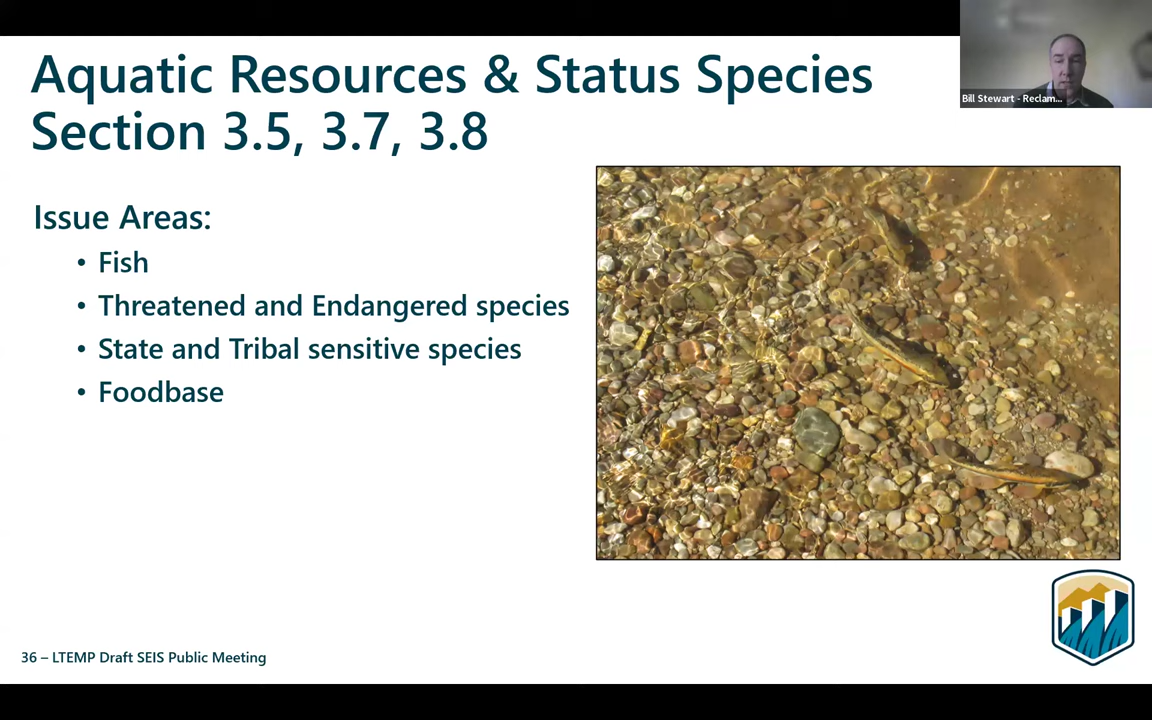 Aquatic Resources & Status Species
Section 3.5, 3.7, 3.8
Bill Stewart - Reclam...
Issue Areas:
• Fish
• Threatened and Endangered species
• State and Tribal sensitive species
• Foodbase
36 – LTEMP Draft SEIS Public Meeting